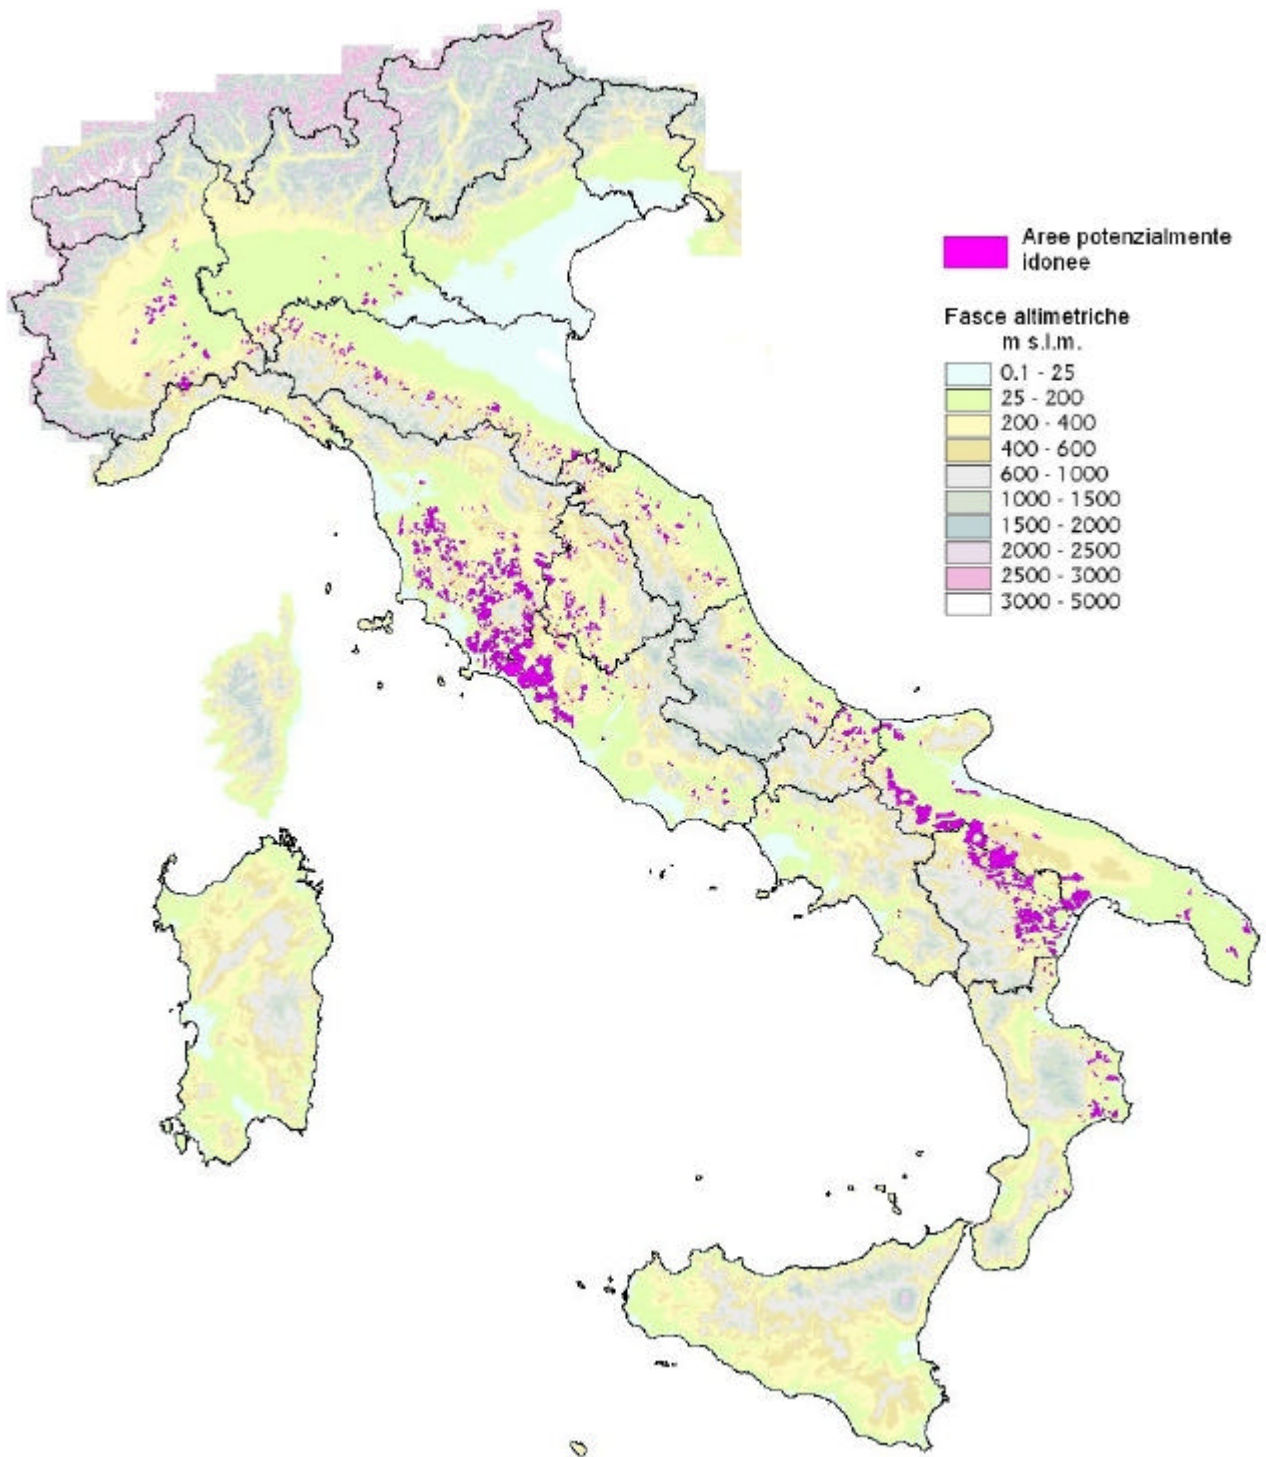 Aree potenzialmente
idonee
Fasce altimetriche
m s.l.m.
0.1 - 25
25 - 200
200 - 400
400 - 600
600 - 1000
1000 - 1500
1500 - 2000
2000 - 2500
2500 - 3000
3000 - 5000